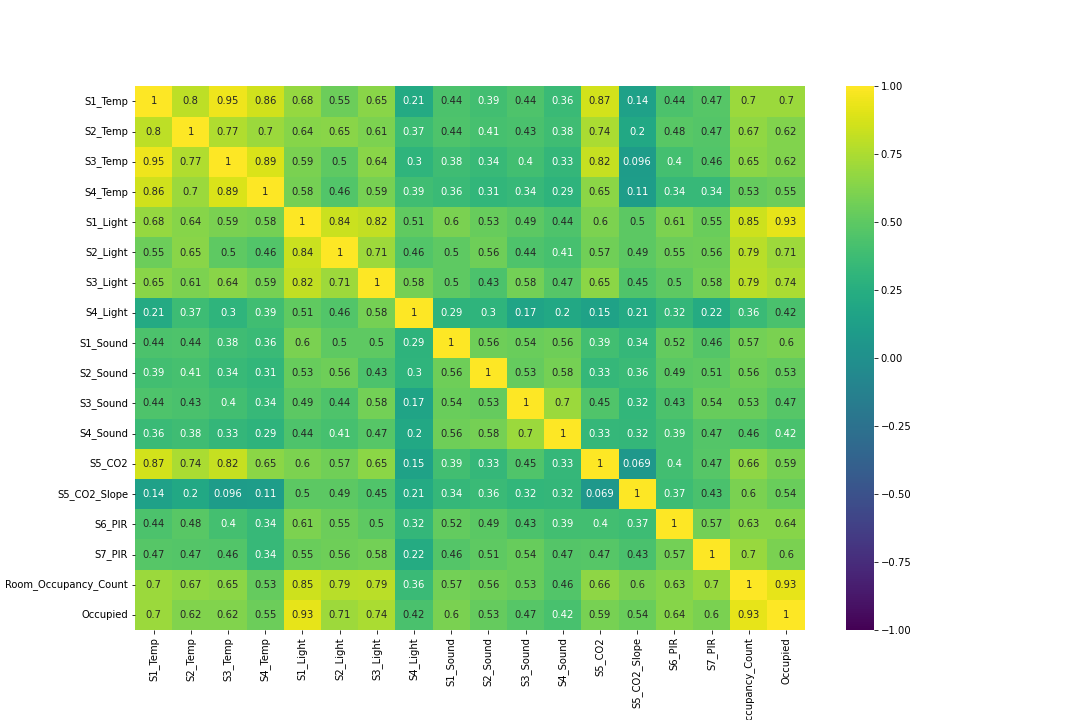 S1_Temp 1 0.8 0.95 0.86 0.68 0.55 0.65 0.21 0.44 0.39 0.44 0.36 0.87 0.14 0.44 0.47 0.7 0.7
S2_Temp 0.8 1 0.77 0.7 0.64 0.65 0.61 0.37 0.44 0.41 0.43 0.38 0.74 0.2 0.48 0.47 0.67 0.62
S3_Temp 0.95 0.77 1 0.89 0.59 0.5 0.64 0.3 0.38 0.34 0.4 0.33 0.82 0.096 0.4 0.46 0.65 0.62
S4_Temp 0.86 0.7 0.89 1 0.58 0.46 0.59 0.39 0.36 0.31 0.34 0.29 0.65 0.11 0.34 0.34 0.53 0.55
S1_Light 0.68 0.64 0.59 0.58 1 0.84 0.82 0.51 0.6 0.53 0.49 0.44 0.6 0.5 0.61 0.55 0.85 0.93
S2_Light 0.55 0.65 0.5 0.46 0.84 1 0.71 0.46 0.5 0.56 0.44 0.41 0.57 0.49 0.55 0.56 0.79 0.71
S3_Light 0.65 0.61 0.64 0.59 0.82 0.71 1 0.58 0.5 0.43 0.58 0.47 0.65 0.45 0.5 0.58 0.79 0.74
S4_Light 0.21 0.37 0.3 0.39 0.51 0.46 0.58 1 0.29 0.3 0.17 0.2 0.15 0.21 0.32 0.22 0.36 0.42
S1_Sound 0.44 0.44 0.38 0.36 0.6 0.5 0.5 0.29 1 0.56 0.54 0.56 0.39 0.34 0.52 0.46 0.57 0.6
S2_Sound 0.39 0.41 0.34 0.31 0.53 0.56 0.43 0.3 0.56 1 0.53 0.58 0.33 0.36 0.49 0.51 0.56 0.53
S3_Sound 0.44 0.43 0.4 0.34 0.49 0.44 0.58 0.17 0.54 0.53 1 0.7 0.45 0.32 0.43 0.54 0.53 0.47
S4_Sound 0.36 0.38 0.33 0.29 0.44 0.41 0.47 0.2 0.56 0.58 0.7 1 0.33 0.32 0.39 0.47 0.46 0.42
S5_CO2 0.87 0.74 0.82 0.65 0.6 0.57 0.65 0.15 0.39 0.33 0.45 0.33 1 0.069 0.4 0.47 0.66 0.59
S5_CO2_Slope 0.14 0.2 0.096 0.11 0.5 0.49 0.45 0.21 0.34 0.36 0.32 0.32 0.069 1 0.37 0.43 0.6 0.54
S6_PIR 0.44 0.48 0.4 0.34 0.61 0.55 0.5 0.32 0.52 0.49 0.43 0.39 0.4 0.37 1 0.57 0.63 0.64
S7_PIR 0.47 0.47 0.46 0.34 0.55 0.56 0.58 0.22 0.46 0.51 0.54 0.47 0.47 0.43 0.57 1 0.7 0.6
Room_Occupancy_Count 0.7 0.67 0.65 0.53 0.85 0.79 0.79 0.36 0.57 0.56 0.53 0.46 0.66 0.6 0.63 0.7 1 0.93
Occupied 0.7 0.62 0.62 0.55 0.93 0.71 0.74 0.42 0.6 0.53 0.47 0.42 0.59 0.54 0.64 0.6 0.93 1
S1_Temp
S2_Temp
S3_Temp
S4_Temp
S1_Light
S2_Light
S3_Light
S4_Light
S1_Sound
S2_Sound
S3_Sound
S4_Sound
S5_CO2
S5_CO2_Slope
S6_PIR
S7_PIR
ccupancy_Count
Occupied
1.00
0.75
0.50
0.25
0.00
−0.25
−0.50
−0.75
−1.00